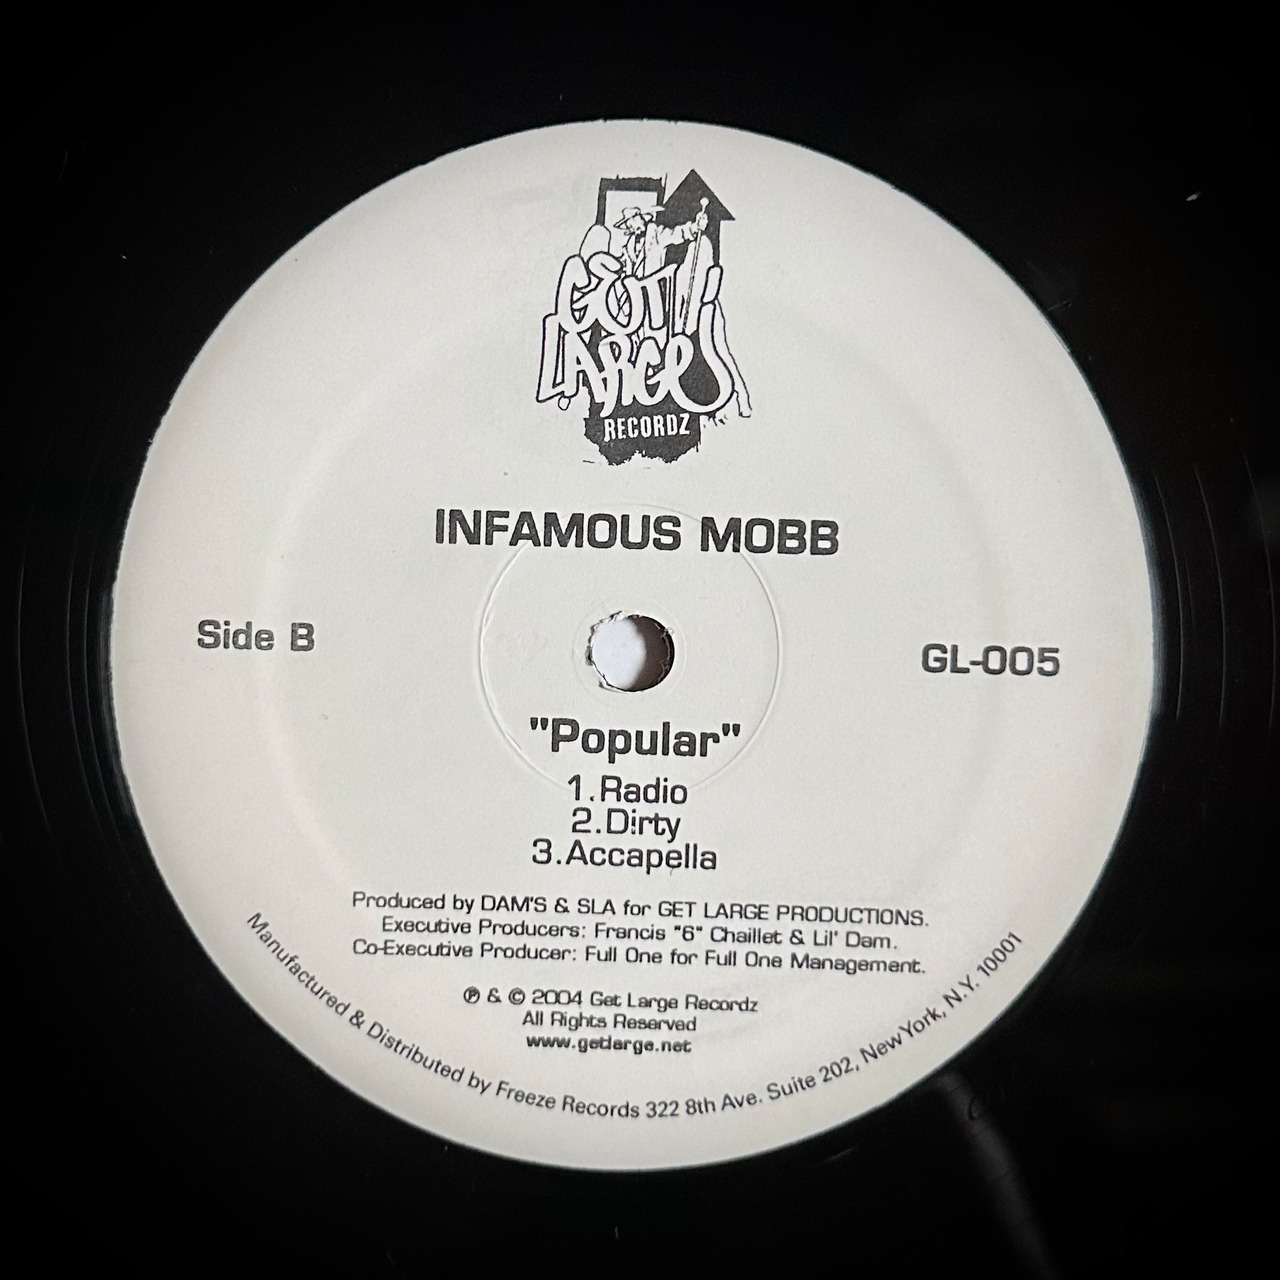 GET
LARGE
RECORDZ
INFAMOUS MOBB
Side B
GL-005
"Popular"
1.Radio
2.Dirty
3.Accapella
Produced by DAM'S & SLA for GET LARGE PRODUCTIONS.
Executive Producers: Francis "6" Chaillet & Lil' Dam.
Co-Executive Producer: Full One for Full One Management.
℗ & © 2004 Get Large Recordz
All Rights Reserved
www.getlarge.net
Manufactured & Distributed by Freeze Records 322 8th Ave. Suite 202, New York, N.Y. 10001